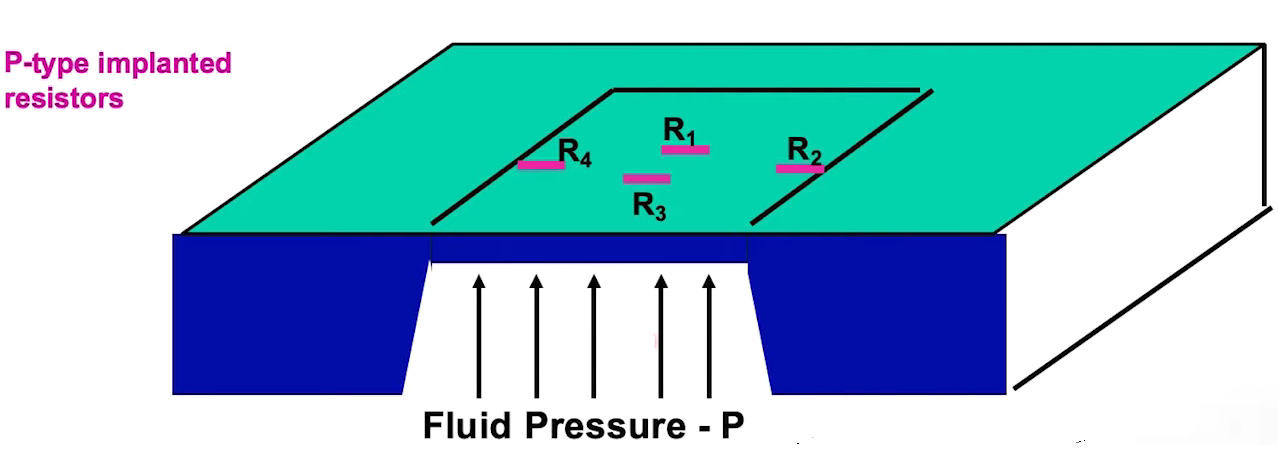 P-type implanted
resistors
R1
R4
R2
R3
Fluid Pressure - P